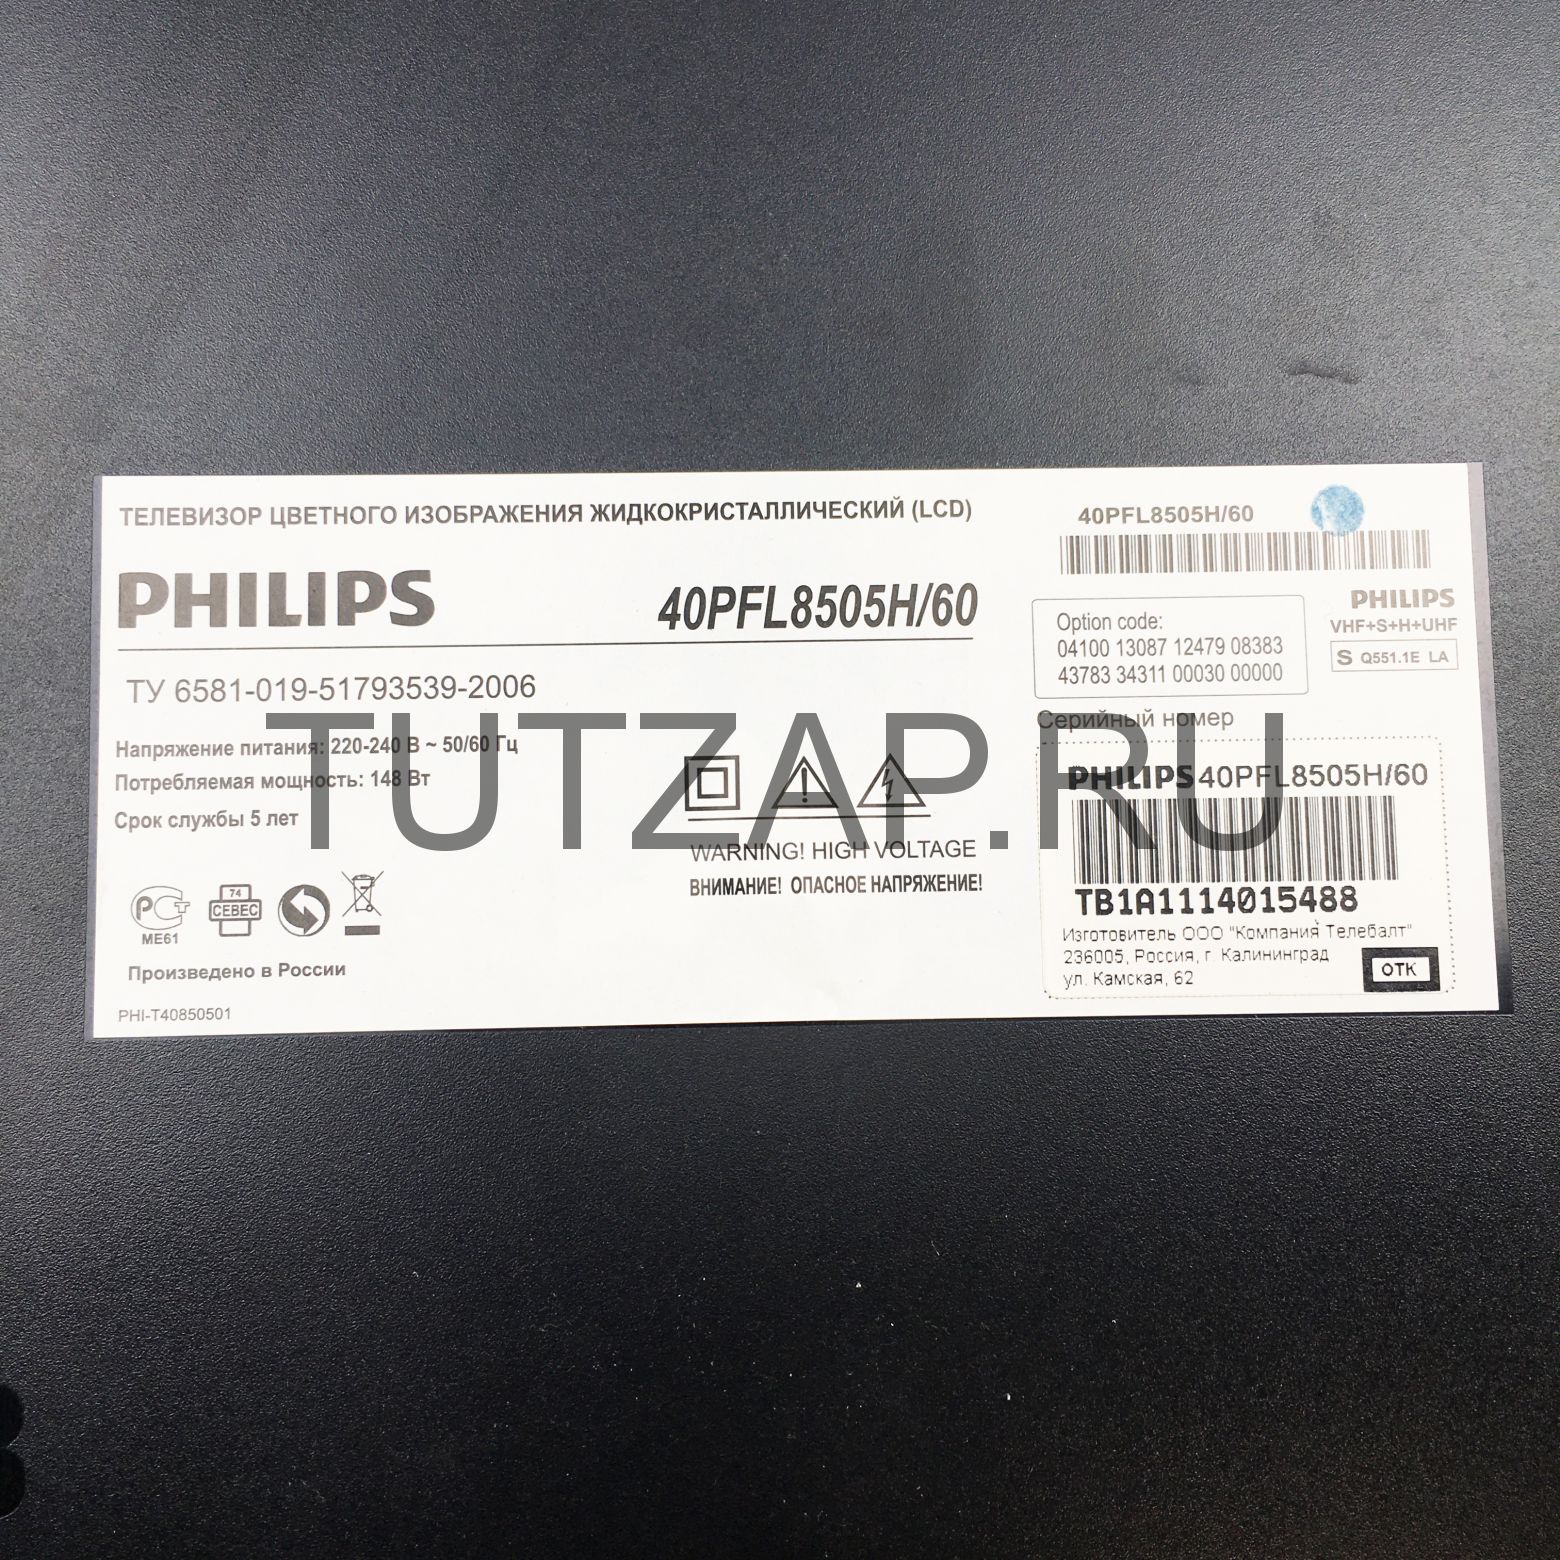 ТЕЛЕВИЗОР ЦВЕТНОГО ИЗОБРАЖЕНИЯ ЖИДКОКРИСТАЛЛИЧЕСКИЙ (LCD)
PHILIPS 40PFL8505H/60
ТУ 6581-019-51793539-2006
Напряжение питания: 220-240 В ~ 50/60 Гц
Потребляемая мощность: 148 Вт
Срок службы 5 лет
WARNING! HIGH VOLTAGE
ВНИМАНИЕ! ОПАСНОЕ НАПРЯЖЕНИЕ!
РСТ
МЕ61
74
СЕВЕС
Произведено в России
PHI-T40850501
40PFL8505H/60
Option code:
04100 13087 12479 08383
43783 34311 00030 00000
PHILIPS
VHF+S+H+UHF
S Q551.1E LA
Серийный номер
PHILIPS 40PFL8505H/60
TB1A1114015488
Изготовитель ООО "Компания Телебалт"
236005, Россия, г. Калининград
ул. Камская, 62
ОТК
TUTZAP.RU